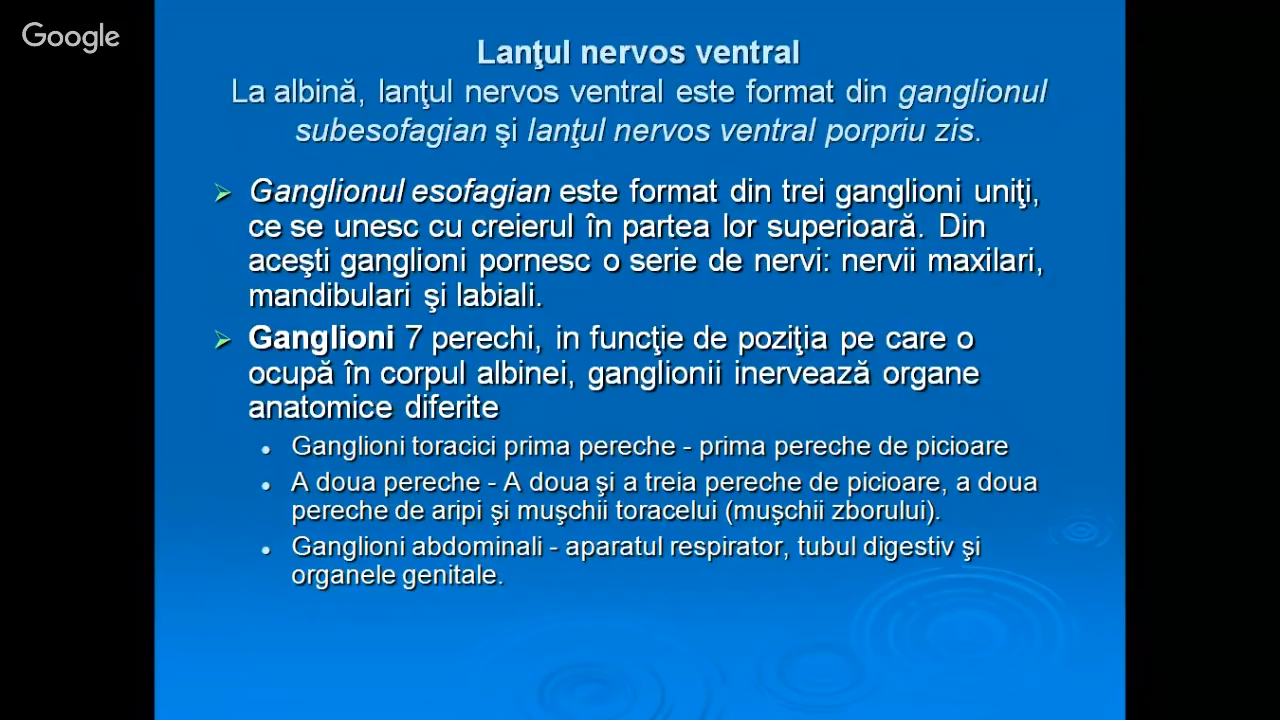 Google
Lanţul nervos ventral
La albină, lanţul nervos ventral este format din ganglionul
subesofagian şi lanţul nervos ventral porpriu zis.
Ganglionul esofagian este format din trei ganglioni uniţi,
ce se unesc cu creierul în partea lor superioară. Din
aceşti ganglioni pornesc o serie de nervi: nervii maxilari,
mandibulari şi labiali.
Ganglioni 7 perechi, in funcţie de poziţia pe care o
ocupă în corpul albinei, ganglionii inervează organe
anatomice diferite
Ganglioni toracici prima pereche - prima pereche de picioare
A doua pereche - A doua şi a treia pereche de picioare, a doua
pereche de aripi şi muşchii toracelui (muşchii zborului).
Ganglioni abdominali - aparatul respirator, tubul digestiv şi
organele genitale.